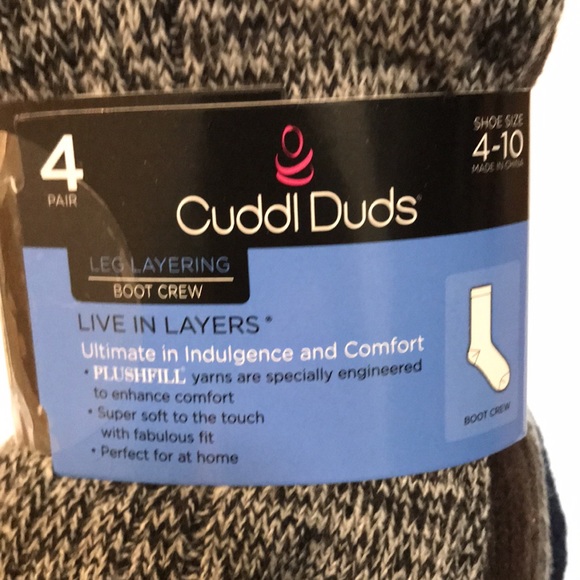 4
PAIR
Cuddl Duds®
SHOE SIZE
4-10
MADE IN CHINA
LEG LAYERING
BOOT CREW
LIVE IN LAYERS®
Ultimate in Indulgence and Comfort
• PLUSHFILL yarns are specially engineered
to enhance comfort
• Super soft to the touch
with fabulous fit
• Perfect for at home
BOOT CREW